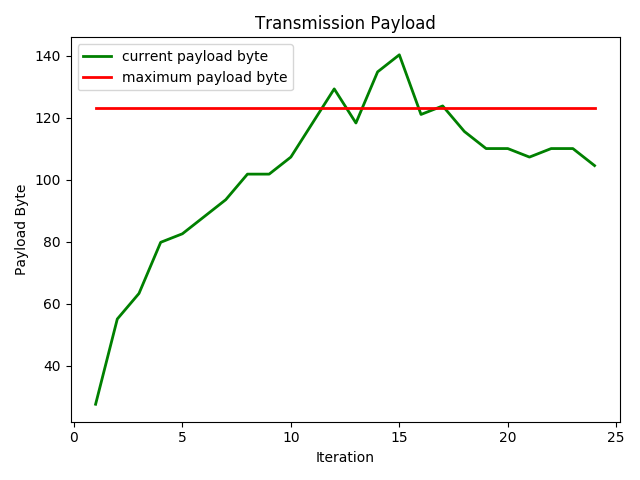 Transmission Payload
current payload byte
maximum payload byte
Payload Byte
140
120
100
80
60
40
0 5 10 15 20 25
Iteration